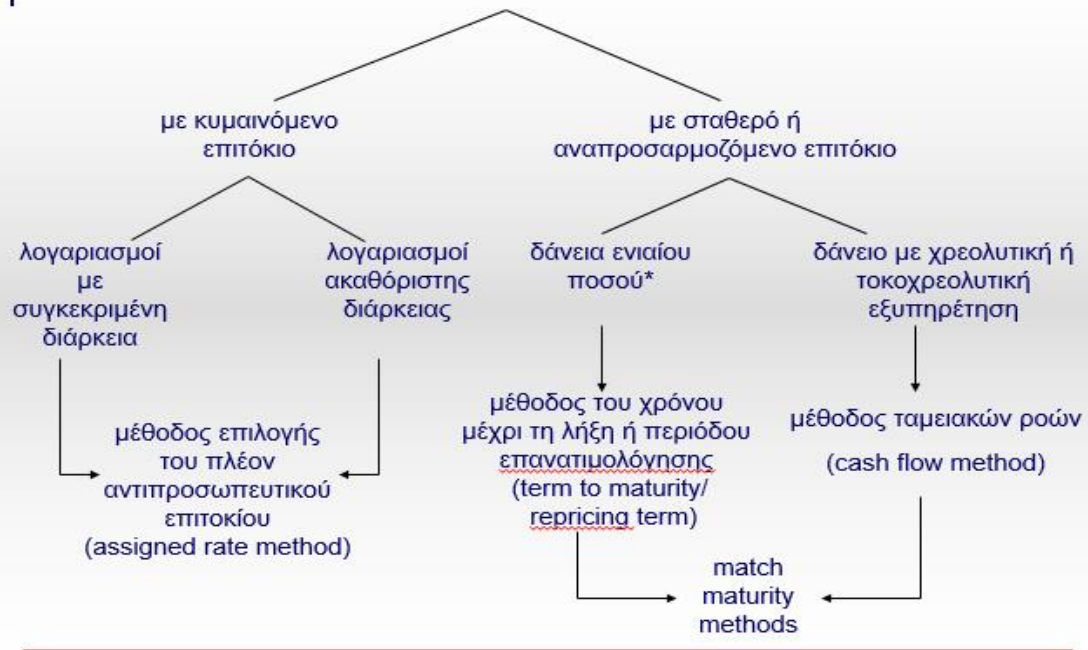 με κυμαινόμενο
επιτόκιο
με σταθερό ή
αναπροσαρμοζόμενο επιτόκιο
λογαριασμοί
με
συγκεκριμένη
διάρκεια
λογαριασμοί
ακαθόριστης
διάρκειας
δάνεια ενιαίου
ποσού*
δάνειο με χρεολυτική ή
τοκοχρεολυτική
εξυπηρέτηση
μέθοδος επιλογής
του πλέον
αντιπροσωπευτικού
επιτοκίου
(assigned rate method)
μέθοδος του χρόνου
μέχρι τη λήξη ή περιόδου
επανατιμολόγησης
(term to maturity/
repricing term)
μέθοδος ταμειακών ροών
(cash flow method)
match
maturity
methods